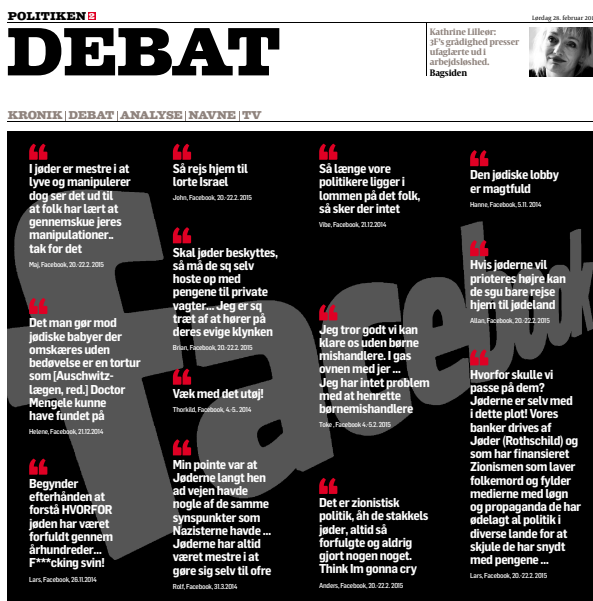 POLITIKEN
Lørdag 28. februar 201
DEBAT
Kathrine Lilleør:
3F's grådighed presser
ufaglærte ud i
arbejdsløshed.
Bagsiden
KRONIK | DEBAT | ANALYSE | NAVNE | TV
facebook
I jøder er mestre i at
lyve og manipulerer
dog ser det ud til
at folk har lært at
gennemskue jeres
manipulationer..
tak for det
Maj, Facebook, 20.-22.2. 2015
Det man gør mod
jødiske babyer der
omskæres uden
bedøvelse er en tortur
som [Auschwitz-
lægen, red.] Doctor
Mengele kunne
have fundet på
Helene, Facebook, 21.12.2014
Begynder
efterhånden at
forstå HVORFOR
jøden har været
forfuldt gennem
århundreder...
F***cking svin!
Lars, Facebook, 26.11.2014
Så rejs hjem til
lorte Israel
John, Facebook, 20.-22.2. 2015
Skal jøder beskyttes,
så må de sq selv
hoste op med
pengene til private
vagter... Jeg er sq
træt af at hører på
deres evige klynken
Brian, Facebook, 20.-22.2. 2015
Væk med det utøj!
Thorkild, Facebook, 4.-5.. 2014
Min pointe var at
Jøderne langt hen
ad vejen havde
nogle af de samme
synspunkter som
Nazisterne havde ...
Jøderne har altid
været mestre i at
gøre sig selv til ofre
Rolf, Facebook, 31.3.2014
Så længe vore
politikere ligger i
lommen på det folk,
så sker der intet
Vibe, Facebook, 21.12.2014
Jeg tror godt vi kan
klare os uden børne
mishandlere. I gas
ovnen med jer ...
Jeg har intet problem
med at henrette
børnemishandlere
Toke , Facebook 4.-5.2. 2015
Det er zionistisk
politik, åh de stakkels
jøder, altid så
forfulgte og aldrig
gjort nogen noget.
Think Im gonna cry
Anders, Facebook, 20.-22.2. 2015
Den jødiske lobby
er magtfuld
Hanne, Facebook, 5.11. 2014
Hvis jøderne vil
prioteres højre kan
de sgu bare rejse
hjem til jødeland
Allan, Facebook, 20.-22.2. 2015
Hvorfor skulle vi
passe på dem?
Jøderne er selv med
i dette plot! Vores
banker drives af
Jøder (Rothschild) og
som har finansieret
Zionismen som laver
folkemord og fylder
medierne med løgn
og propaganda de har
ødelagt al politik i
diverse lande for at
skjule de har snydt
med pengene ...
Lars, Facebook, 20.-22.2. 2015